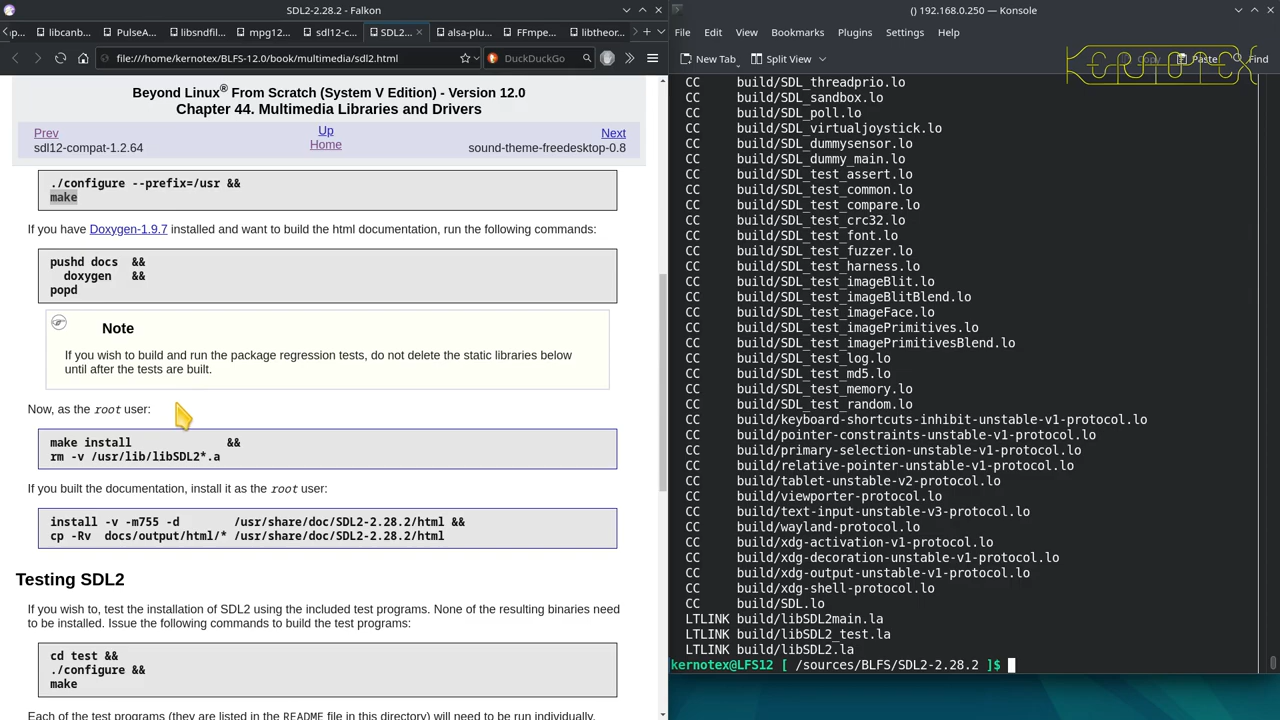 SDL2-2.28.2 - Falkon
p...
libcanb...
PulseA...
libsndfil...
mpg12...
sdl12-c...
SDL2...
alsa-plu...
FFmpe...
libtheor...
file:///home/kernotex/BLFS-12.0/book/multimedia/sdl2.html
DuckDuckGo
Beyond Linux® From Scratch (System V Edition) - Version 12.0
Chapter 44. Multimedia Libraries and Drivers
Prev Up Next
sdl12-compat-1.2.64 Home sound-theme-freedesktop-0.8
./configure --prefix=/usr &&
make
If you have Doxygen-1.9.7 installed and want to build the html documentation, run the following commands:
pushd docs &&
doxygen &&
popd
Note
If you wish to build and run the package regression tests, do not delete the static libraries below
until after the tests are built.
Now, as the root user:
make install &&
rm -v /usr/lib/libSDL2*.a
If you built the documentation, install it as the root user:
install -v -m755 -d /usr/share/doc/SDL2-2.28.2/html &&
cp -Rv docs/output/html/* /usr/share/doc/SDL2-2.28.2/html
Testing SDL2
If you wish to, test the installation of SDL2 using the included test programs. None of the resulting binaries need
to be installed. Issue the following commands to build the test programs:
cd test &&
./configure &&
make
Each of the test programs (they are listed in the README file in this directory) will need to be run individually.
() 192.168.0.250 — Konsole
File Edit View Bookmarks Plugins Settings Help
New Tab Split View Copy Paste Find
KERNOTEX
CC build/SDL_threadprio.lo
CC build/SDL_sandbox.lo
CC build/SDL_poll.lo
CC build/SDL_virtualjoystick.lo
CC build/SDL_dummysensor.lo
CC build/SDL_dummy_main.lo
CC build/SDL_test_assert.lo
CC build/SDL_test_common.lo
CC build/SDL_test_compare.lo
CC build/SDL_test_crc32.lo
CC build/SDL_test_font.lo
CC build/SDL_test_fuzzer.lo
CC build/SDL_test_harness.lo
CC build/SDL_test_imageBlit.lo
CC build/SDL_test_imageBlitBlend.lo
CC build/SDL_test_imageFace.lo
CC build/SDL_test_imagePrimitives.lo
CC build/SDL_test_imagePrimitivesBlend.lo
CC build/SDL_test_log.lo
CC build/SDL_test_md5.lo
CC build/SDL_test_memory.lo
CC build/SDL_test_random.lo
CC build/keyboard-shortcuts-inhibit-unstable-v1-protocol.lo
CC build/pointer-constraints-unstable-v1-protocol.lo
CC build/primary-selection-unstable-v1-protocol.lo
CC build/relative-pointer-unstable-v1-protocol.lo
CC build/tablet-unstable-v2-protocol.lo
CC build/viewporter-protocol.lo
CC build/text-input-unstable-v3-protocol.lo
CC build/wayland-protocol.lo
CC build/xdg-activation-v1-protocol.lo
CC build/xdg-decoration-unstable-v1-protocol.lo
CC build/xdg-output-unstable-v1-protocol.lo
CC build/xdg-shell-protocol.lo
CC build/SDL.lo
LTLINK build/libSDL2main.la
LTLINK build/libSDL2_test.la
LTLINK build/libSDL2.la
kernotex@LFS12 [ /sources/BLFS/SDL2-2.28.2 ]$